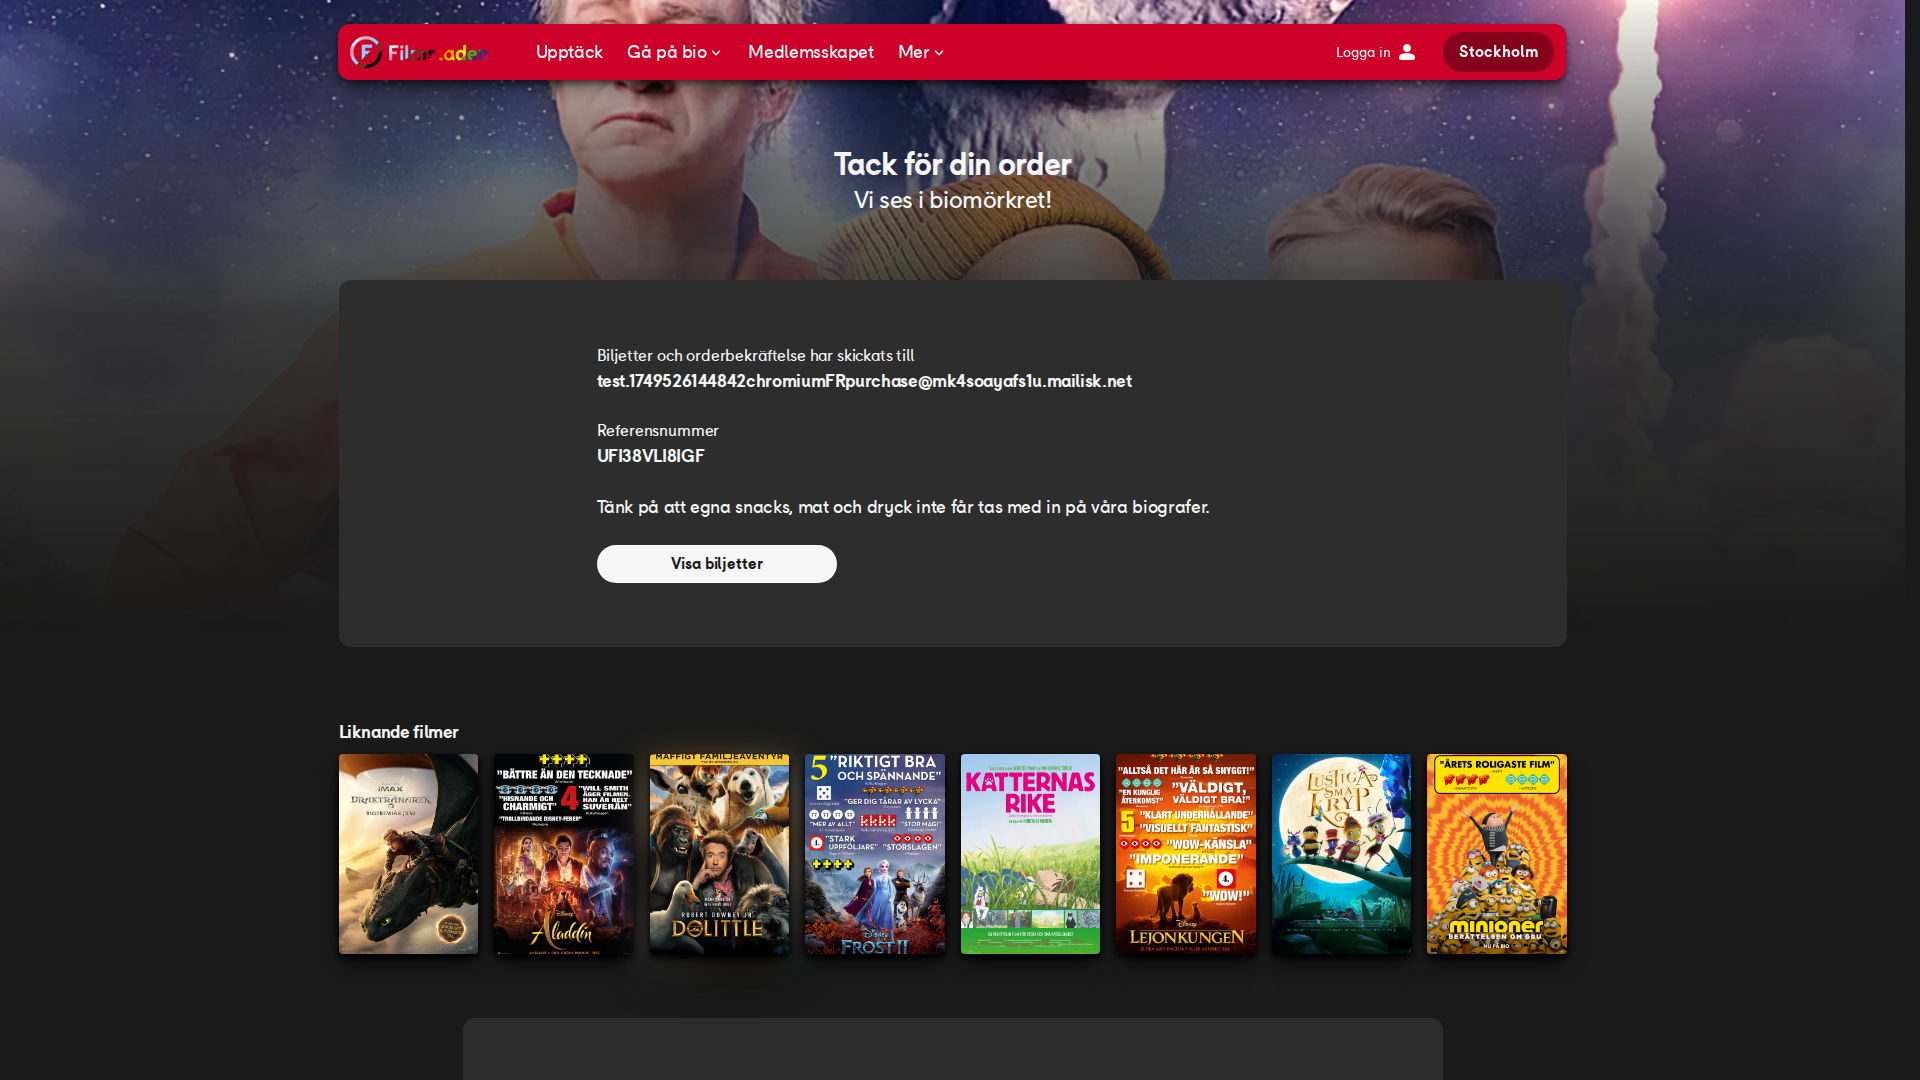 Filmstaden
Upptäck
Gå på bio
Medlemsskapet
Mer
Logga in
Stockholm
Tack för din order
Vi ses i biomörkret!
Biljetter och orderbekräftelse har skickats till
test.1749526144842chromiumFRpurchase@mk4soayafs1u.mailisk.net
Referensnummer
UFI38VLI8IGF
Tänk på att egna snacks, mat och dryck inte får tas med in på våra biografer.
Visa biljetter
Liknande filmer
IMAX
DRAKTRÄNAREN
"BÄTTRE ÄN DEN TECKNADE"
"HISNANDE OCH
CHARMIGT"
4
"WILL SMITH
ÄGER FILMEN.
HAN ÄR HELT
SUVERÄN"
"TROLLBINDANDE DISNEY-FEBER"
Disney
Aladdin
MAFFIGT FAMILJEÄVENTYR
ROBERT DOWNEY JR.
DOLITTLE
5
"RIKTIGT BRA
OCH SPÄNNANDE"
"GER DIG TÅRAR AV LYCKA"
"MER AV ALLT"
"STOR MAGI"
"STARK
UPPFÖLJARE"
"STORSLAGEN"
Disney
FROST II
KATTERNAS
RIKE
"ALLTSÅ DET HÄR ÄR SÅ SNYGGT!"
"EN KUNGLIG
ÅTERKOMST"
"VÄLDIGT,
VÄLDIGT BRA!"
5
"KLART UNDERHÅLLANDE"
"VISUELLT FANTASTISK"
"WOW-KÄNSLA"
"IMPONERANDE"
"WOW!"
Disney
LEJONKUNGEN
LUSTIGA
SMÅ
KRYP
"ÅRETS ROLIGASTE FILM"
minioner
BERÄTTELSEN OM GRU
NU PÅ BIO